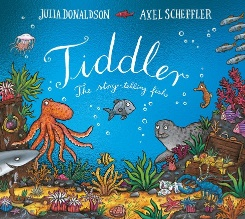 JULIA DONALDSON AXEL SCHEFFLER
Tiddler
The story-telling fish